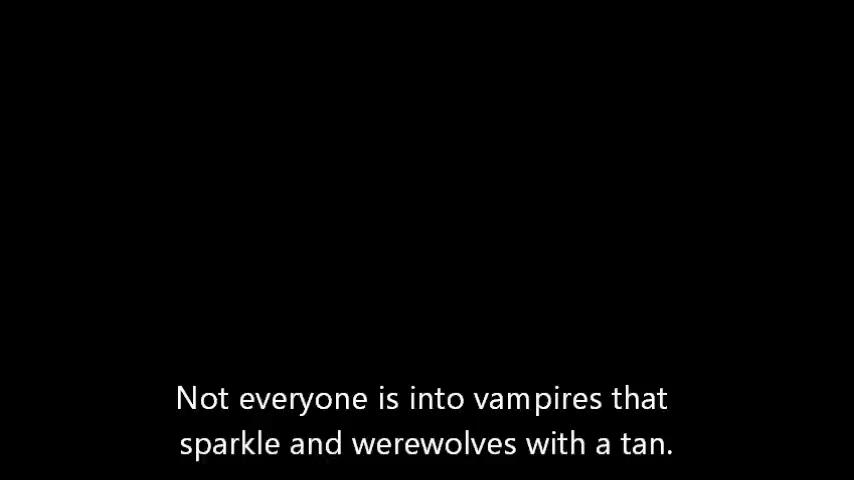 Not everyone is into vampires that
sparkle and werewolves with a tan.